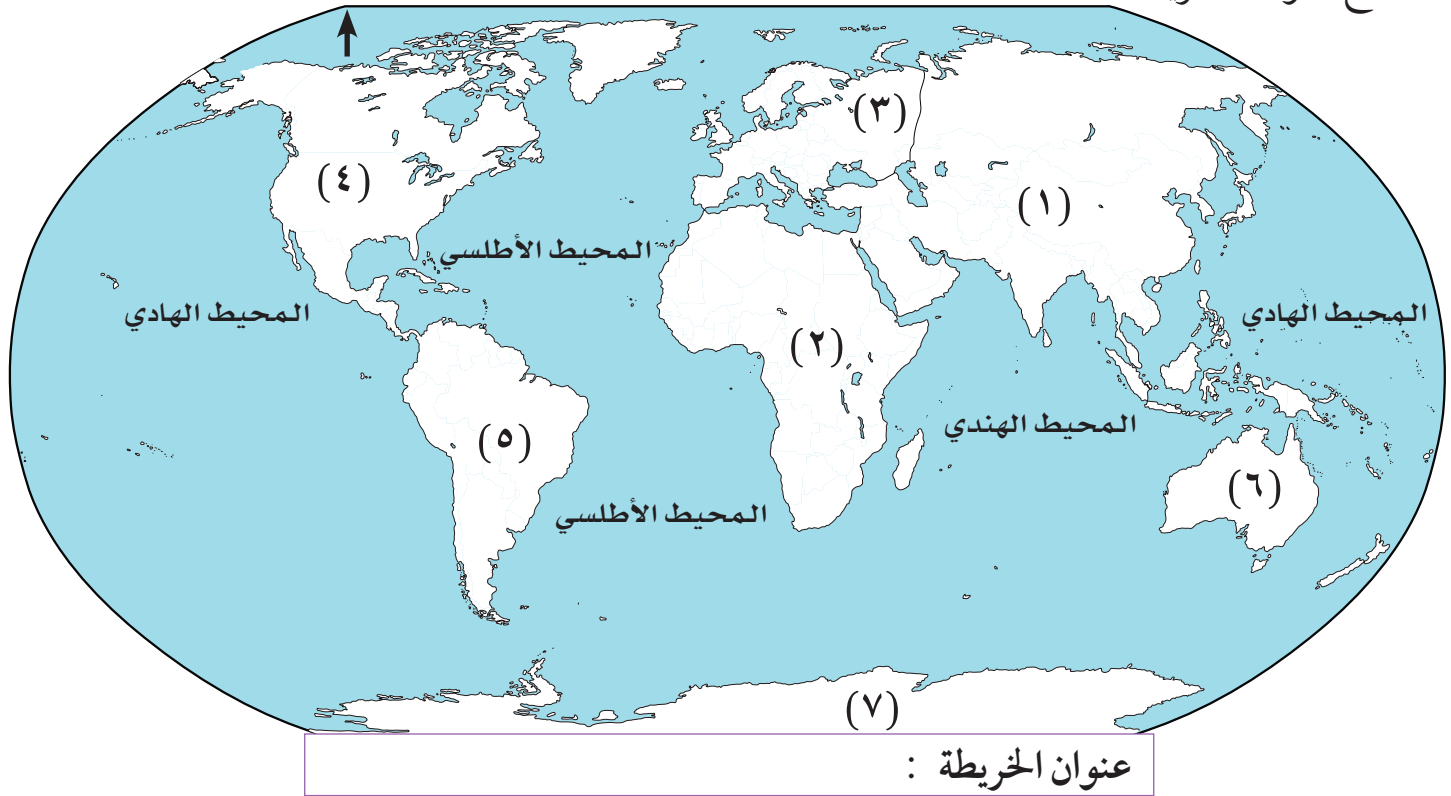 (٣)
(٤)
(١)
المحيط الأطلسي
المحيط الهادي
المحيط الهادي
(٢)
المحيط الهندي
(٥)
(٦)
المحيط الأطلسي
(٧)
عنوان الخريطة :